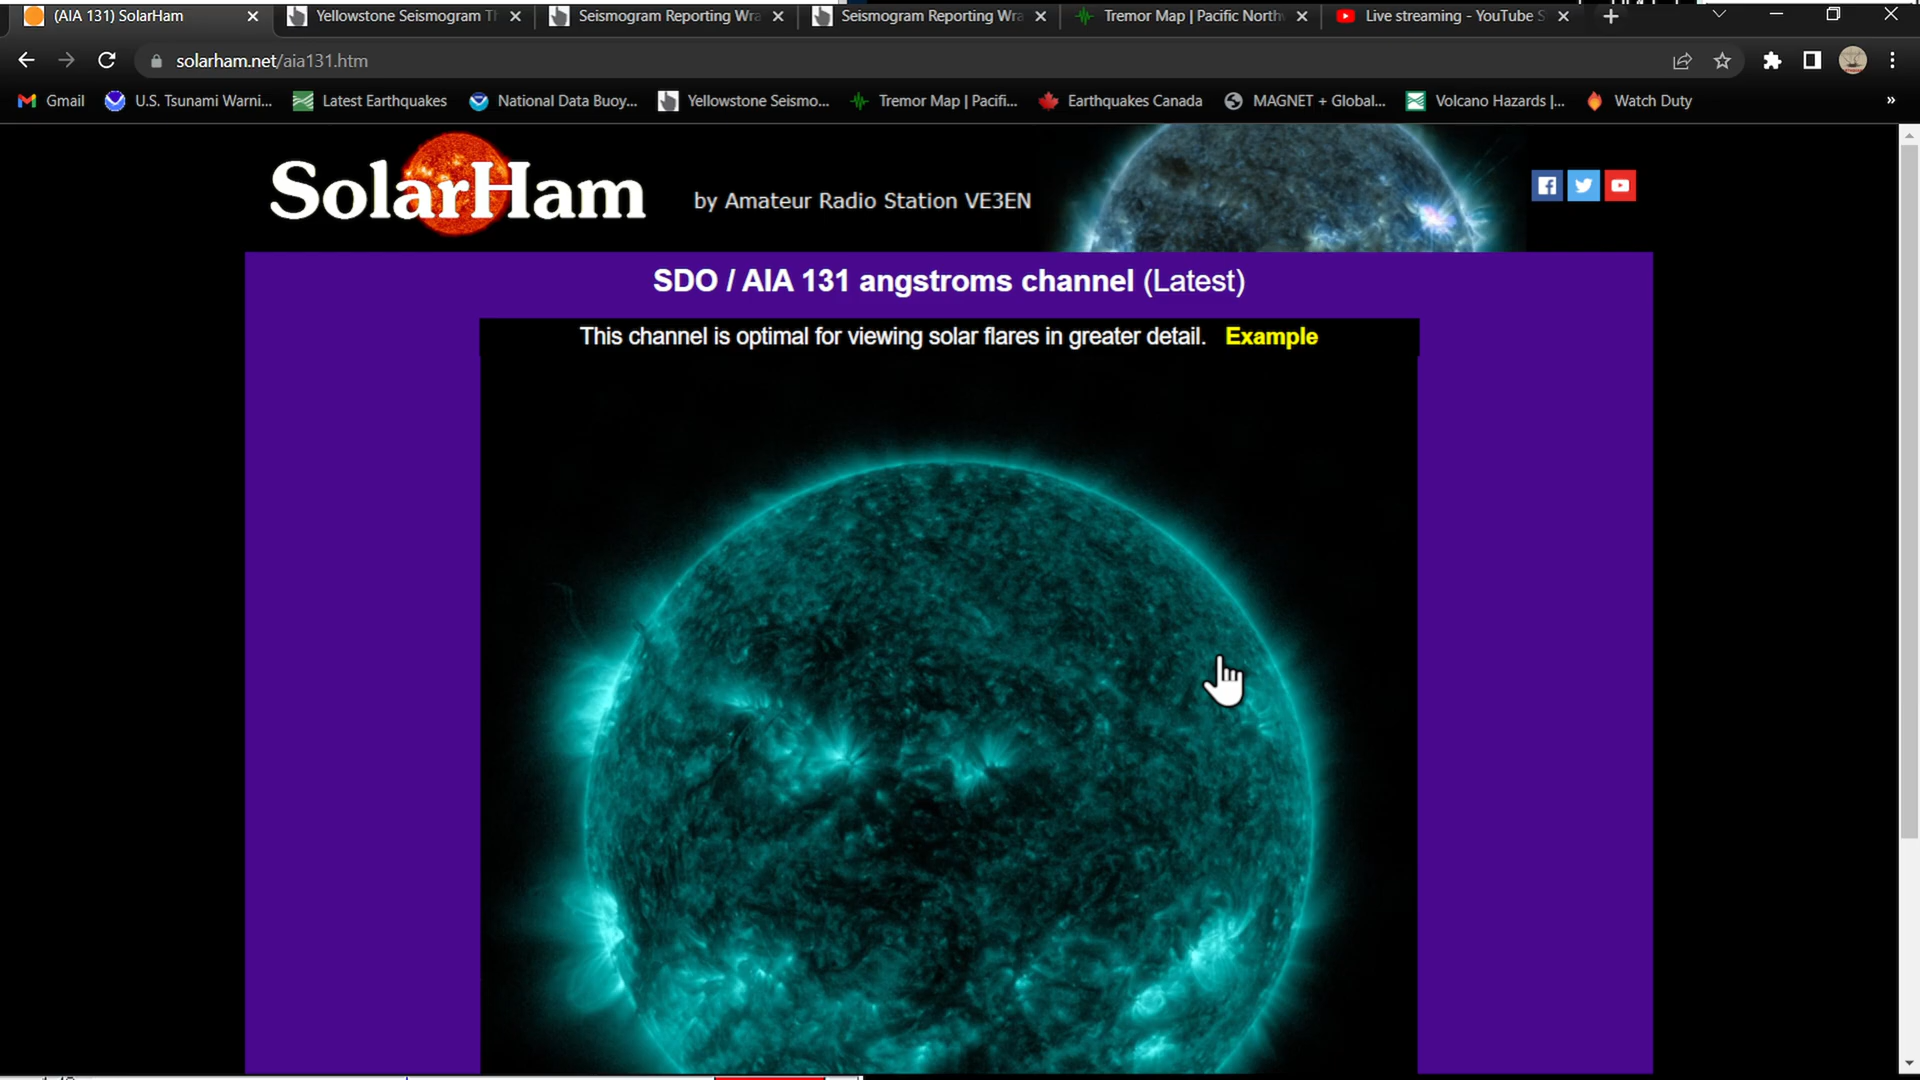 (AIA 131) SolarHam
Yellowstone Seismogram Th
Seismogram Reporting Wra
Seismogram Reporting Wra
Tremor Map | Pacific North
Live streaming - YouTube S
solarham.net/aia131.htm
Gmail
U.S. Tsunami Warni...
Latest Earthquakes
National Data Buoy...
Yellowstone Seismo...
Tremor Map | Pacifi...
Earthquakes Canada
MAGNET + Global...
Volcano Hazards |...
Watch Duty
»
SolarHam
by Amateur Radio Station VE3EN
SDO / AIA 131 angstroms channel (Latest)
This channel is optimal for viewing solar flares in greater detail. Example